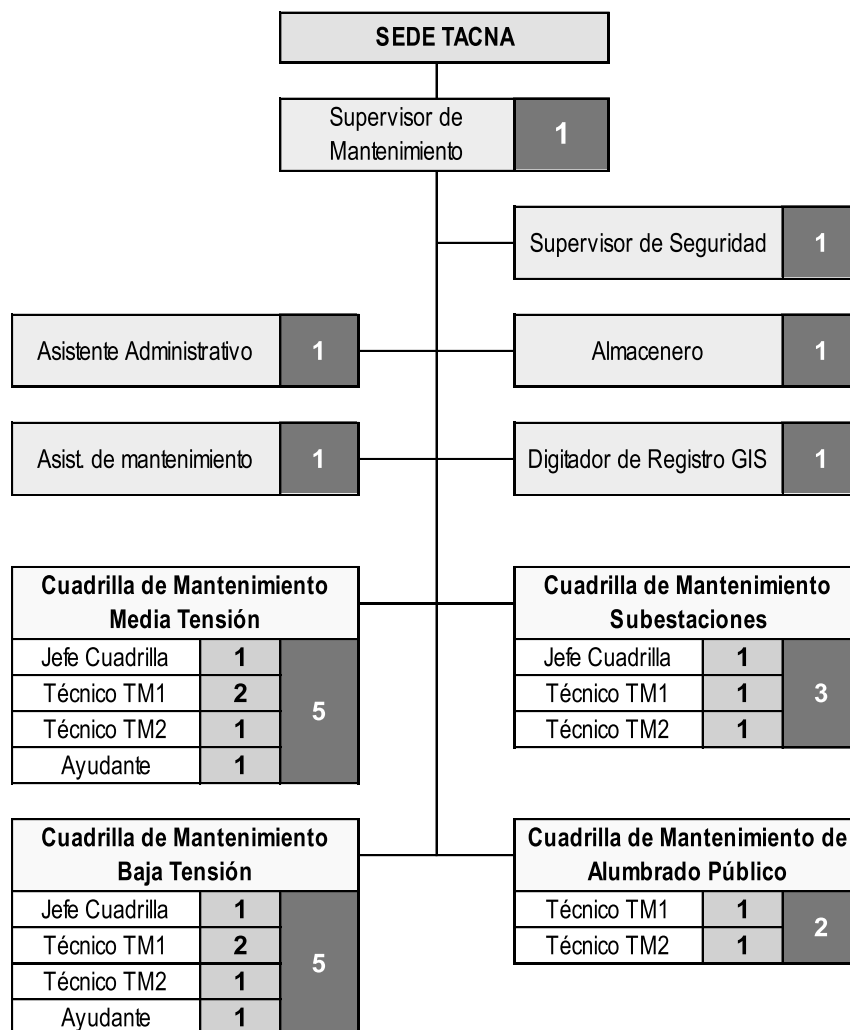 SEDE TACNA
Supervisor de
Mantenimiento
1
Supervisor de Seguridad 1
Asistente Administrativo 1
Almacenero 1
Asist. de mantenimiento 1
Digitador de Registro GIS 1
Cuadrilla de Mantenimiento
Media Tensión
Jefe Cuadrilla 1
Técnico TM1 2
Técnico TM2 1
Ayudante 1
5
Cuadrilla de Mantenimiento
Subestaciones
Jefe Cuadrilla 1
Técnico TM1 1
Técnico TM2 1
3
Cuadrilla de Mantenimiento
Baja Tensión
Jefe Cuadrilla 1
Técnico TM1 2
Técnico TM2 1
Ayudante 1
5
Cuadrilla de Mantenimiento de
Alumbrado Público
Técnico TM1 1
Técnico TM2 1
2